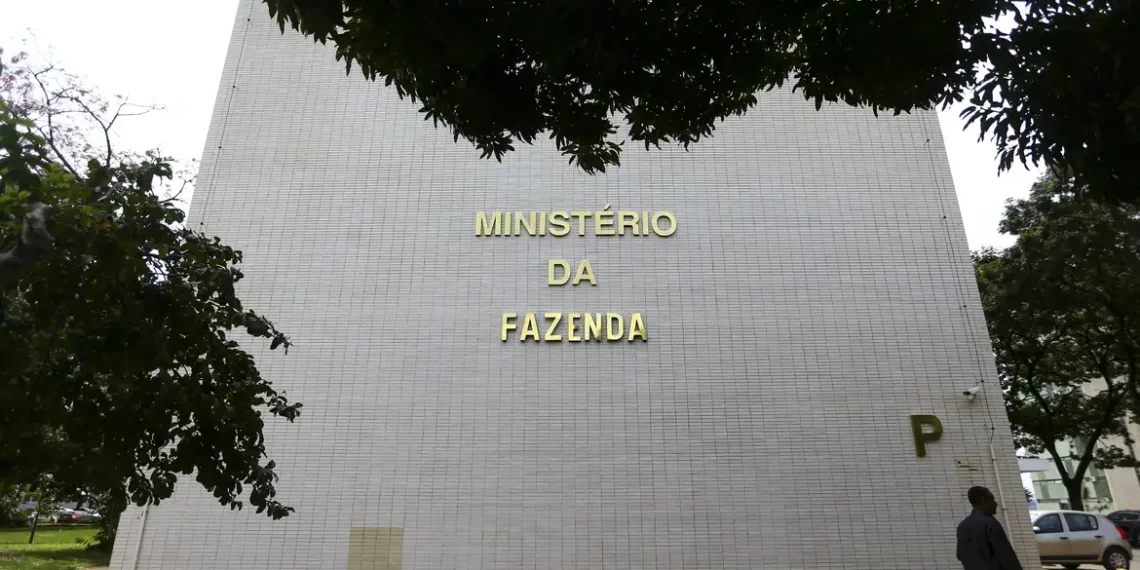 MINISTÉRIO
DA
FAZENDA
P